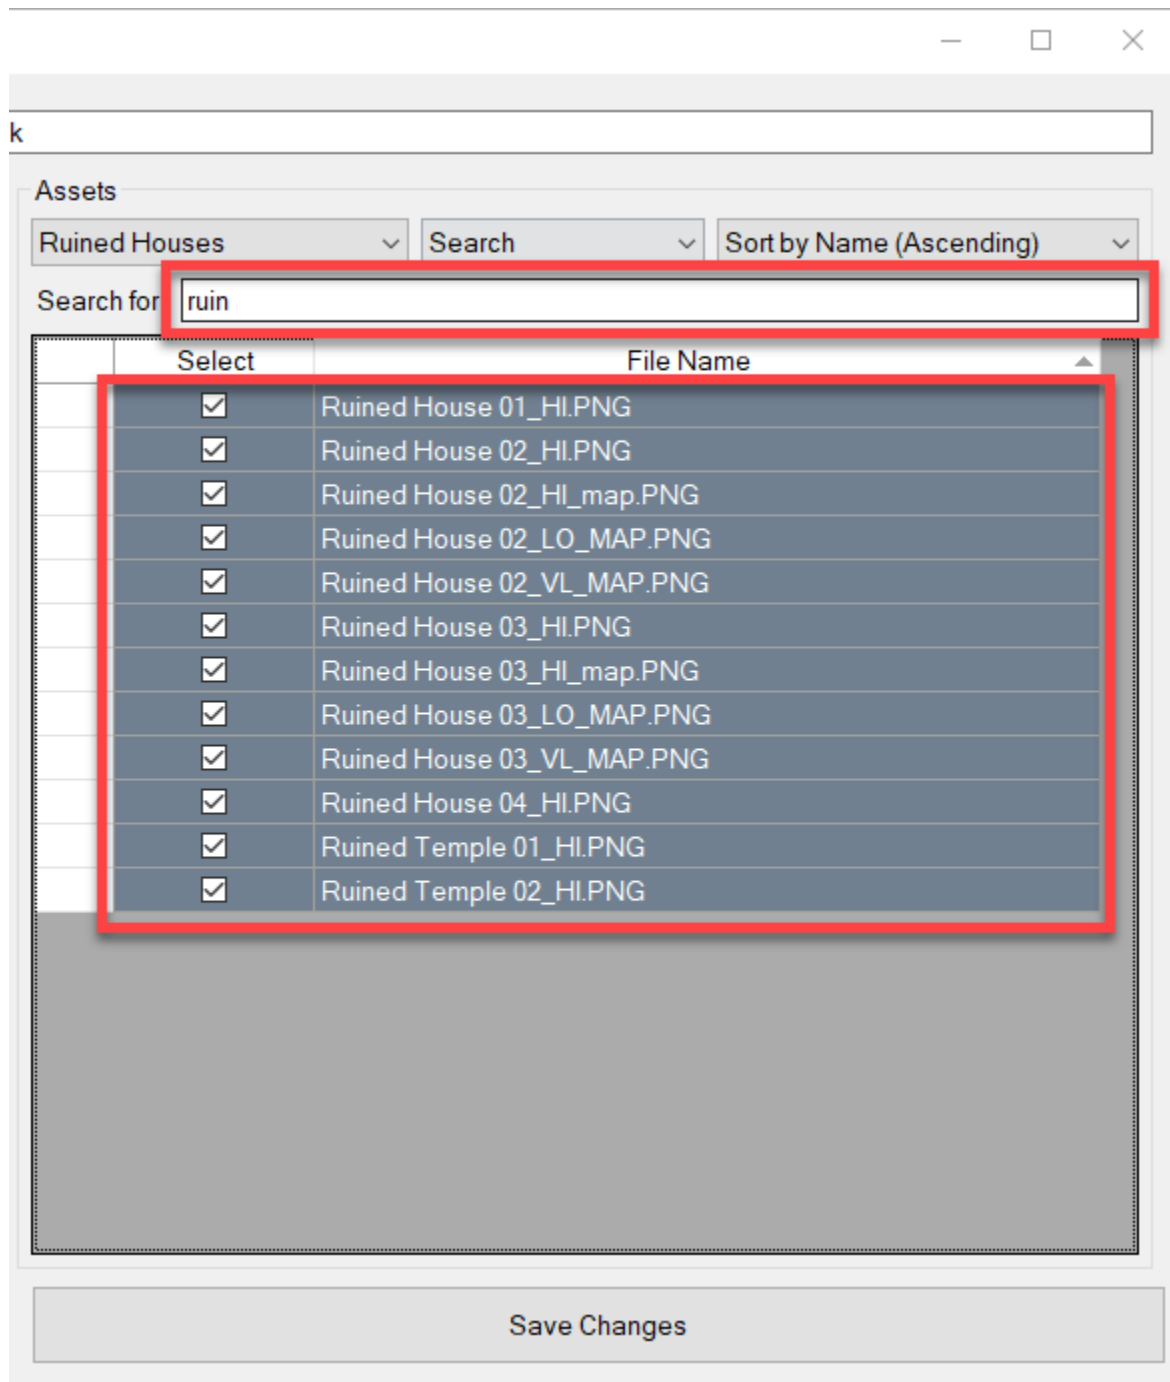 k
Assets
Ruined Houses Search Sort by Name (Ascending)
Search for ruin
Select File Name
Ruined House 01_HI.PNG
Ruined House 02_HI.PNG
Ruined House 02_HI_map.PNG
Ruined House 02_LO_MAP.PNG
Ruined House 02_VL_MAP.PNG
Ruined House 03_HI.PNG
Ruined House 03_HI_map.PNG
Ruined House 03_LO_MAP.PNG
Ruined House 03_VL_MAP.PNG
Ruined House 04_HI.PNG
Ruined Temple 01_HI.PNG
Ruined Temple 02_HI.PNG
Save Changes